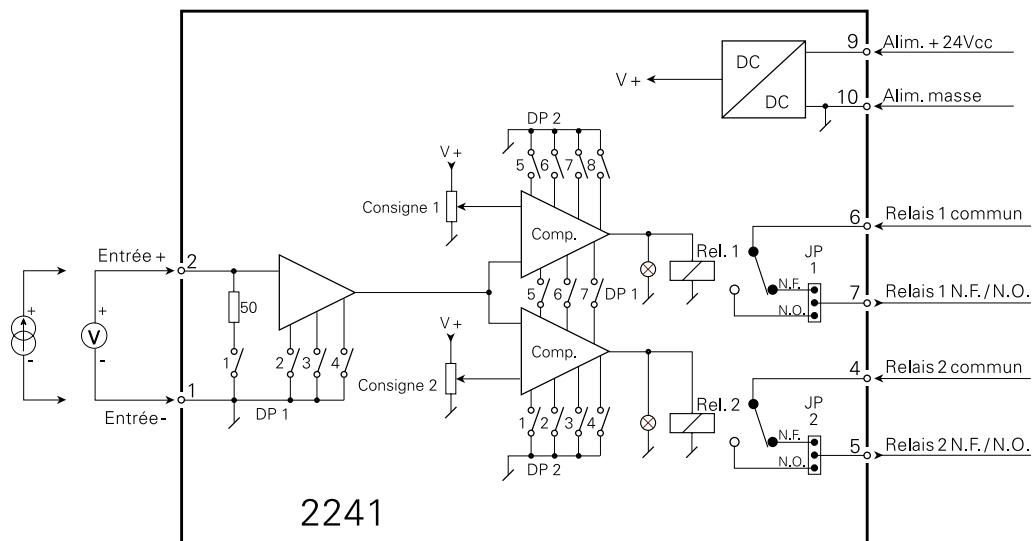 9 Alim. + 24Vcc
DC
V +
DC
10 Alim. masse
DP 2
5 6 7 8
V +
Consigne 1
Comp.
6 Relais 1 commun
Rel. 1
JP
1
N.F.
7 Relais 1 N.F./N.O.
N.O.
Entrée +
2
50
5 6 7 DP 1
+
+
V
-
-
1 2 3 4
V +
Comp.
Consigne 2
4 Relais 2 commun
1
Entrée-
DP 1
1 2 3 4
Rel. 2
JP
2
N.F.
5 Relais 2 N.F./N.O.
N.O.
DP 2
2241